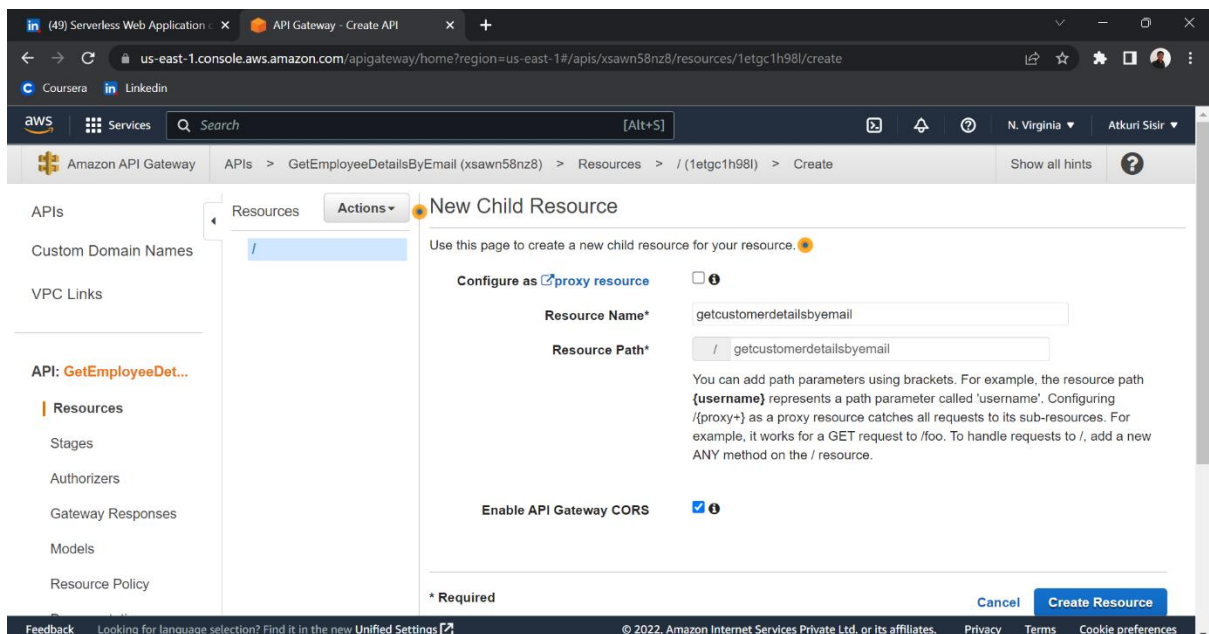 (49) Serverless Web Application
API Gateway - Create API
us-east-1.console.aws.amazon.com/apigateway/home?region=us-east-1#/apis/xsawn58nz8/resources/1etgc1h98l/create
Coursera
Linkedin
aws Services Search [Alt+S] N. Virginia ▼ Atkuri Sisir ▼
Amazon API Gateway APIs > GetEmployeeDetailsByEmail (xsawn58nz8) > Resources > / (1etgc1h98l) > Create Show all hints
APIs
Custom Domain Names
VPC Links
API: GetEmployeeDet...
Resources
Stages
Authorizers
Gateway Responses
Models
Resource Policy
Resources Actions
/
New Child Resource
Use this page to create a new child resource for your resource.
Configure as proxy resource
Resource Name* getcustomerdetailsbyemail
Resource Path* / getcustomerdetailsbyemail
You can add path parameters using brackets. For example, the resource path
{username} represents a path parameter called 'username'. Configuring
/{proxy+} as a proxy resource catches all requests to its sub-resources. For
example, it works for a GET request to /foo. To handle requests to /, add a new
ANY method on the / resource.
Enable API Gateway CORS
* Required
Cancel Create Resource
Feedback Looking for language selection? Find it in the new Unified Settings © 2022, Amazon Internet Services Private Ltd. or its affiliates. Privacy Terms Cookie preferences